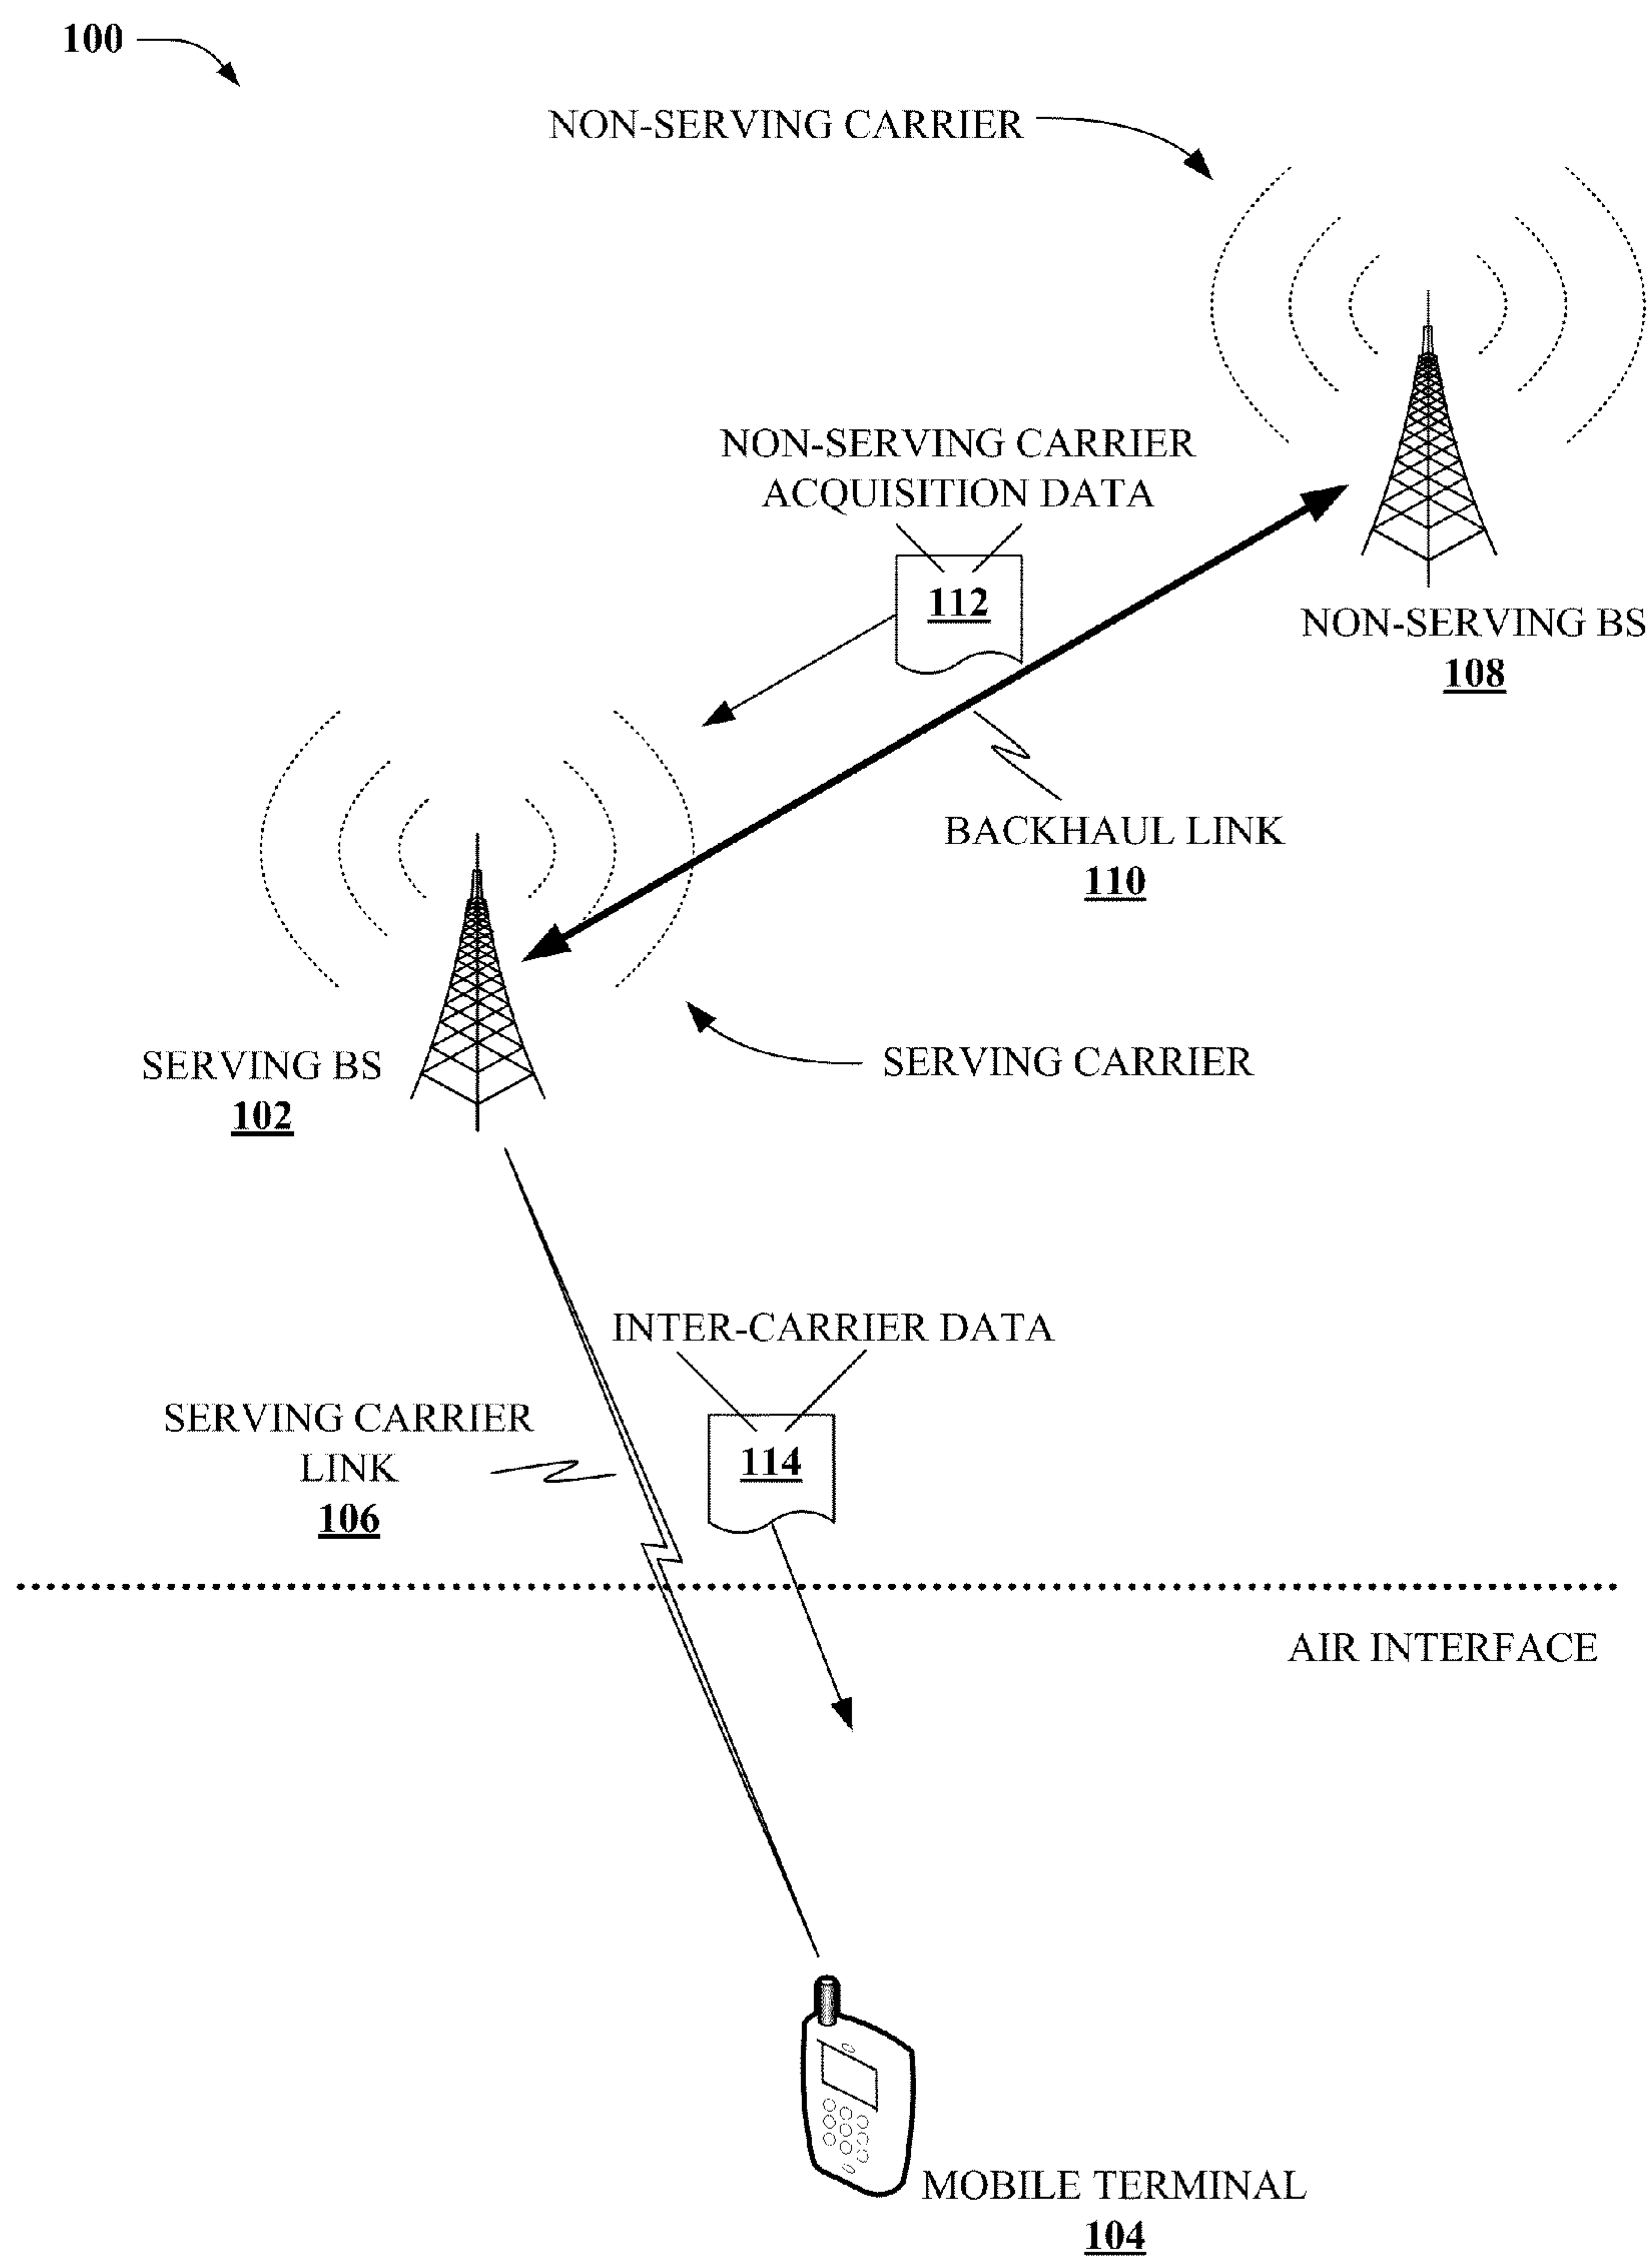 100
NON-SERVING CARRIER
NON-SERVING CARRIER
ACQUISITION DATA
112
NON-SERVING BS
108
BACKHAUL LINK
110
SERVING BS
102
SERVING CARRIER
INTER-CARRIER DATA
114
SERVING CARRIER
LINK
106
AIR INTERFACE
MOBILE TERMINAL
104